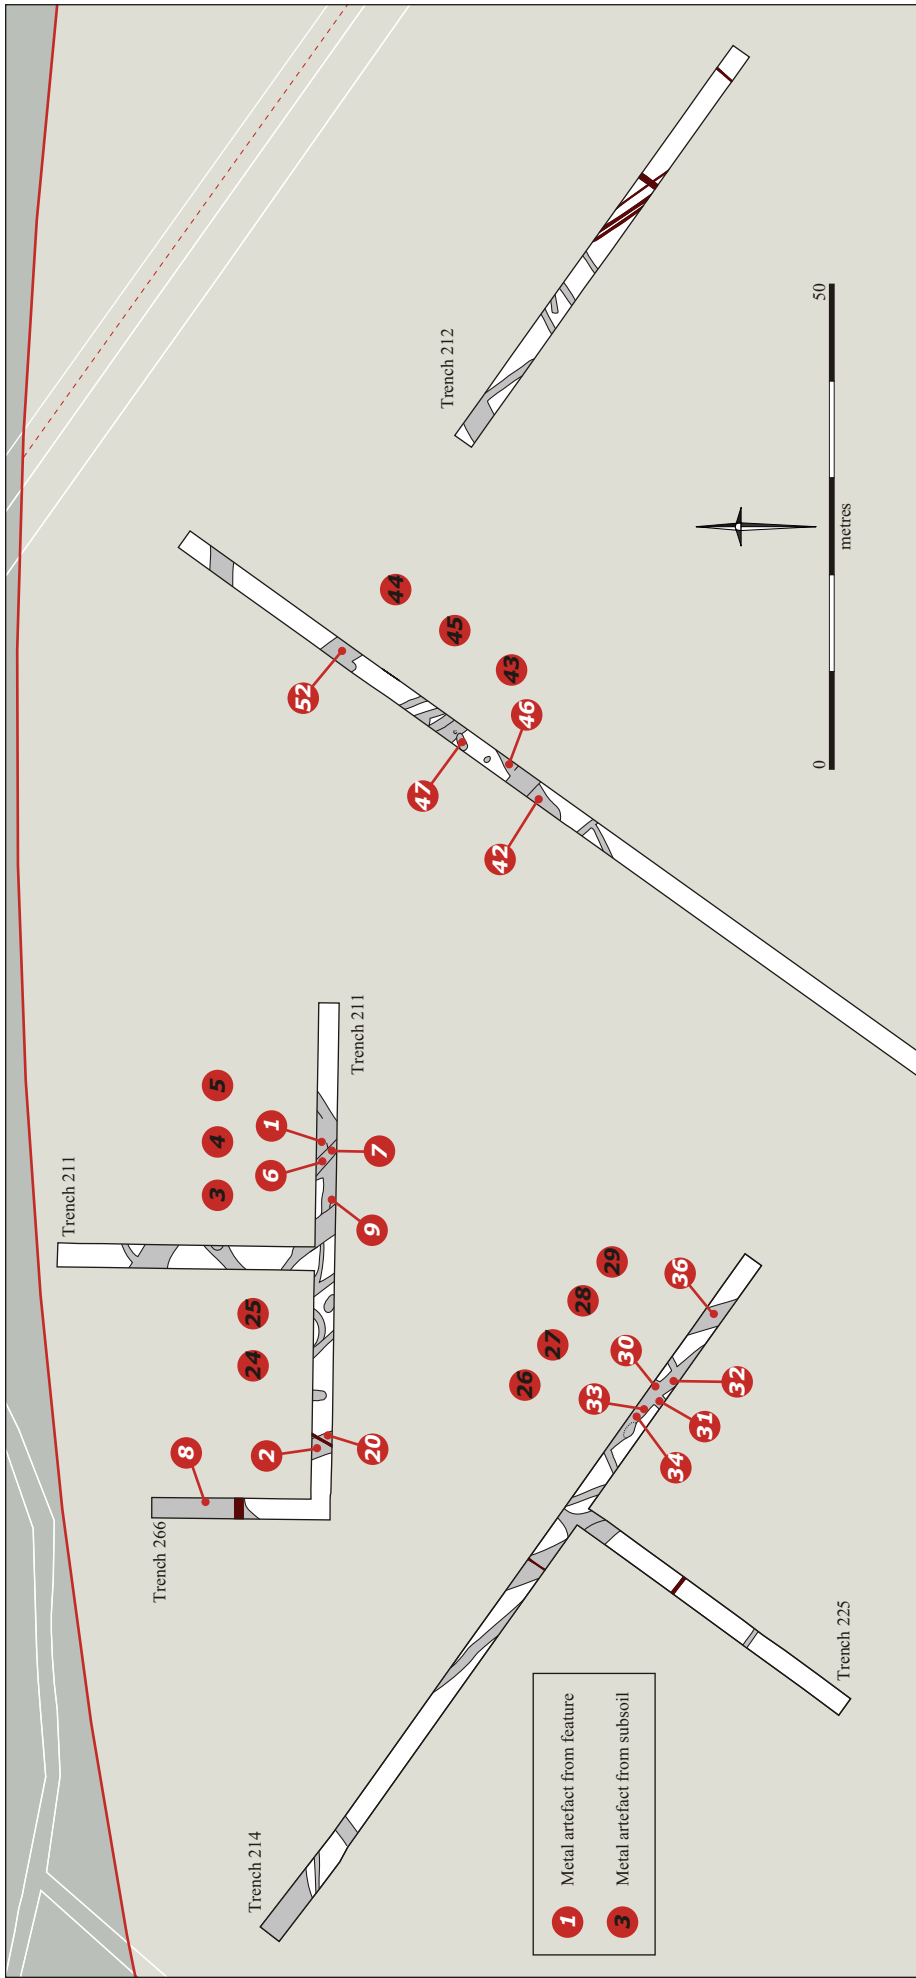 Trench 211
Trench 266
8
3 4 5
24 25
Trench 214
2 6 1
52
Trench 211
20 9 7
44
47
Trench 212
45
42
43
26
46
27
28
33
29
30
34
36
31
32
1 Metal artefact from feature
3 Metal artefact from subsoil
0 50
metres
Trench 225